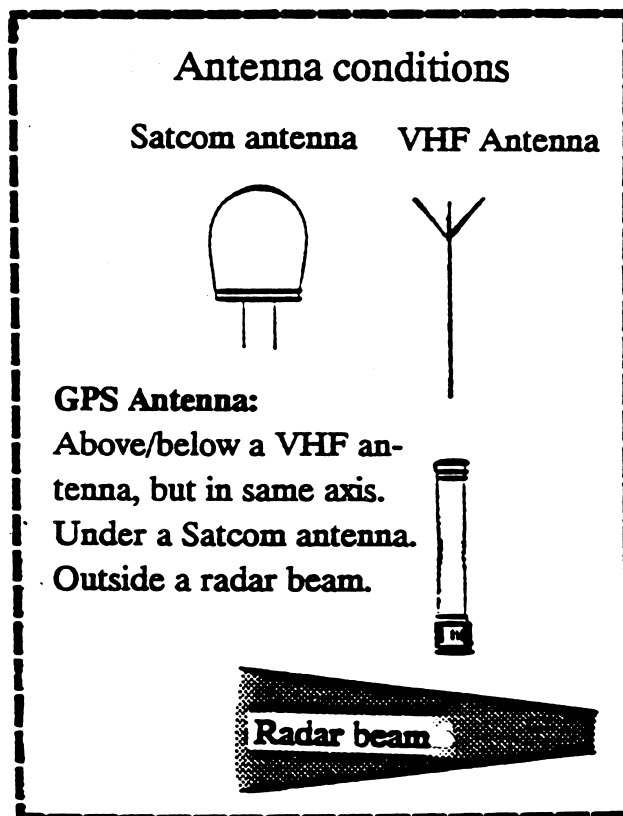 Antenna conditions
Satcom antenna VHF Antenna
GPS Antenna:
Above/below a VHF an-
tenna, but in same axis.
Under a Satcom antenna.
Outside a radar beam.
Radar beam